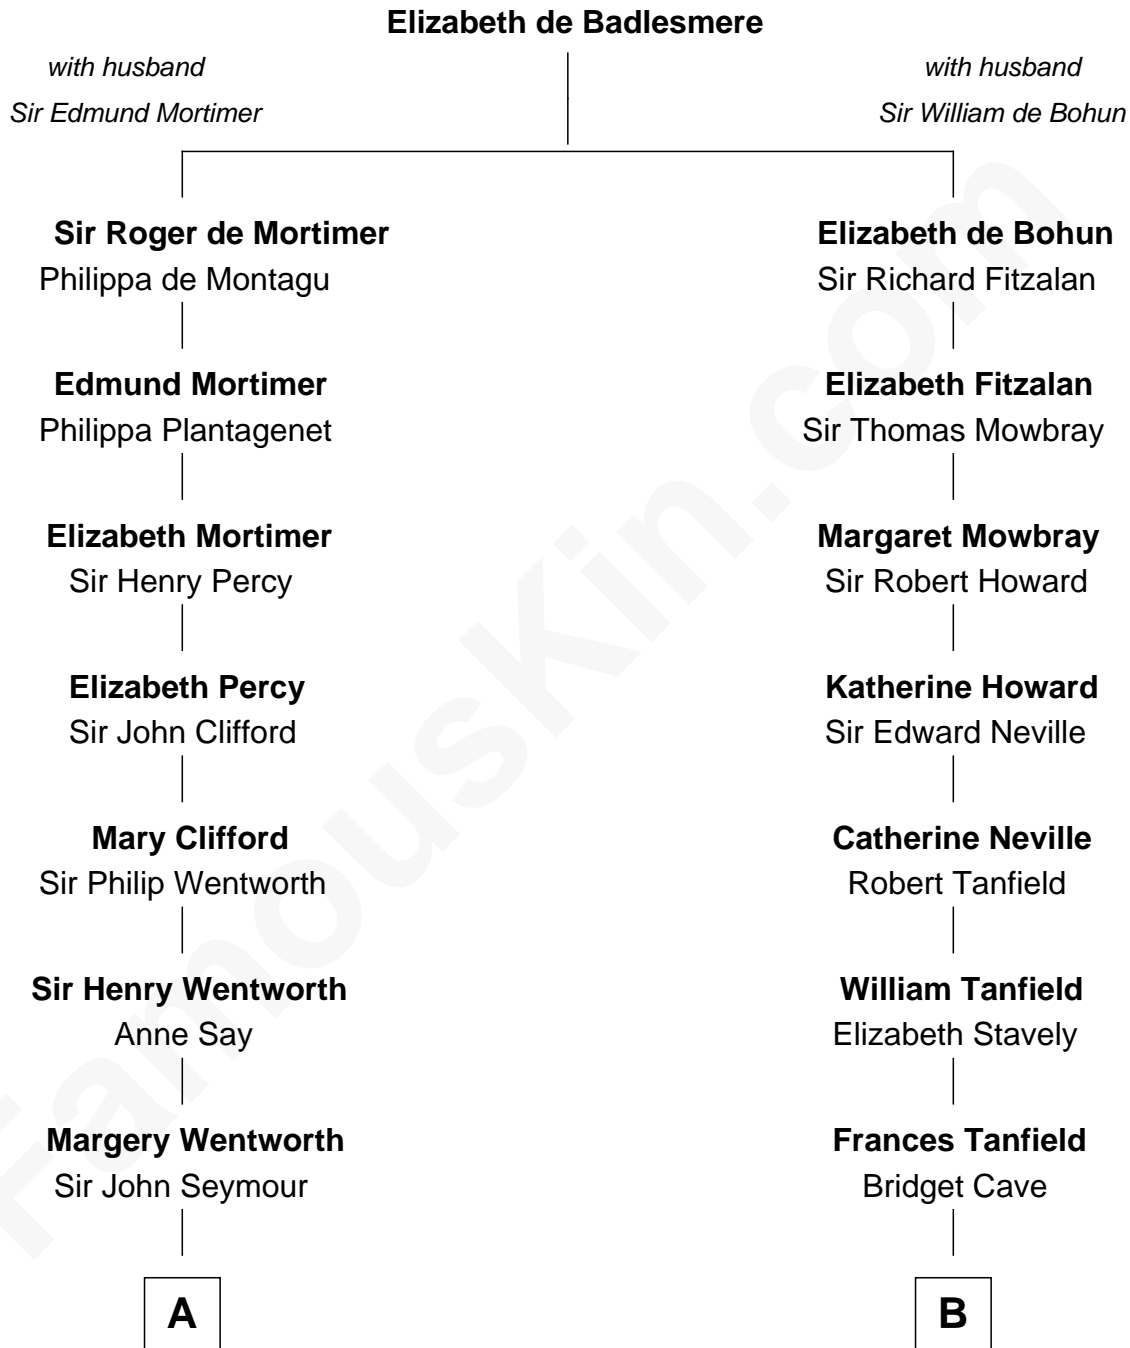 Elizabeth de Badlesmere
with husband
Sir Edmund Mortimer
with husband
Sir William de Bohun
Sir Roger de Mortimer
Philippa de Montagu
Elizabeth de Bohun
Sir Richard Fitzalan
Edmund Mortimer
Philippa Plantagenet
Elizabeth Fitzalan
Sir Thomas Mowbray
Elizabeth Mortimer
Sir Henry Percy
Margaret Mowbray
Sir Robert Howard
Elizabeth Percy
Sir John Clifford
Katherine Howard
Sir Edward Neville
Mary Clifford
Sir Philip Wentworth
Catherine Neville
Robert Tanfield
Sir Henry Wentworth
Anne Say
William Tanfield
Elizabeth Stavely
Margery Wentworth
Sir John Seymour
Frances Tanfield
Bridget Cave
A
B
FamousKin.com